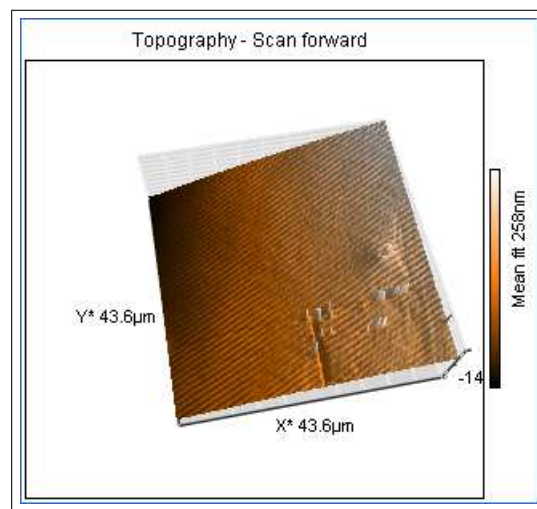 Topography - Scan forward
Mean fit 258nm
Y* 43.6µm
-14
X* 43.6µm